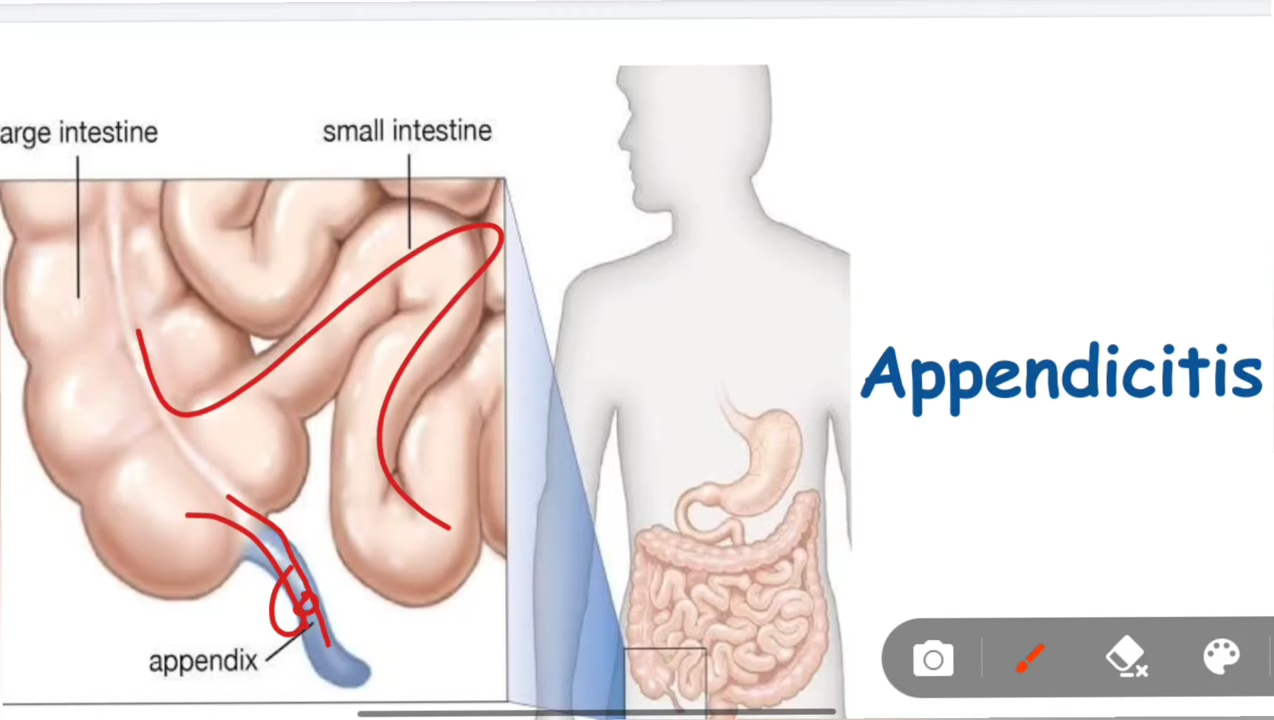 arge intestine
small intestine
Appendicitis
appendix